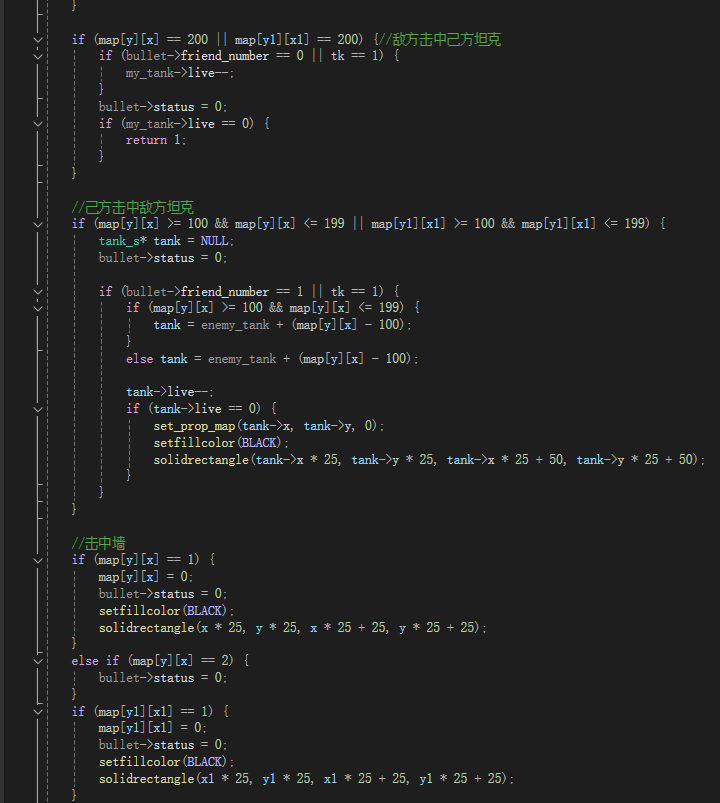 }
if (map[y][x] == 200 || map[y1][x1] == 200) {//敌方击中己方坦克
if (bullet->friend_number == 0 || tk == 1) {
my_tank->live--;
}
bullet->status = 0;
if (my_tank->live == 0) {
return 1;
}
}
//己方击中敌方坦克
if (map[y][x] >= 100 && map[y][x] <= 199 || map[y1][x1] >= 100 && map[y1][x1] <= 199) {
tank_s* tank = NULL;
bullet->status = 0;
if (bullet->friend_number == 1 || tk == 1) {
if (map[y][x] >= 100 && map[y][x] <= 199) {
tank = enemy_tank + (map[y][x] - 100);
}
else tank = enemy_tank + (map[y][x] - 100);
tank->live--;
if (tank->live == 0) {
set_prop_map(tank->x, tank->y, 0);
setfillcolor(BLACK);
solidrectangle(tank->x * 25, tank->y * 25, tank->x * 25 + 50, tank->y * 25 + 50);
}
}
}
//击中墙
if (map[y][x] == 1) {
map[y][x] = 0;
bullet->status = 0;
setfillcolor(BLACK);
solidrectangle(x * 25, y * 25, x * 25 + 25, y * 25 + 25);
}
else if (map[y][x] == 2) {
bullet->status = 0;
}
if (map[y1][x1] == 1) {
map[y1][x1] = 0;
bullet->status = 0;
setfillcolor(BLACK);
solidrectangle(x1 * 25, y1 * 25, x1 * 25 + 25, y1 * 25 + 25);
}